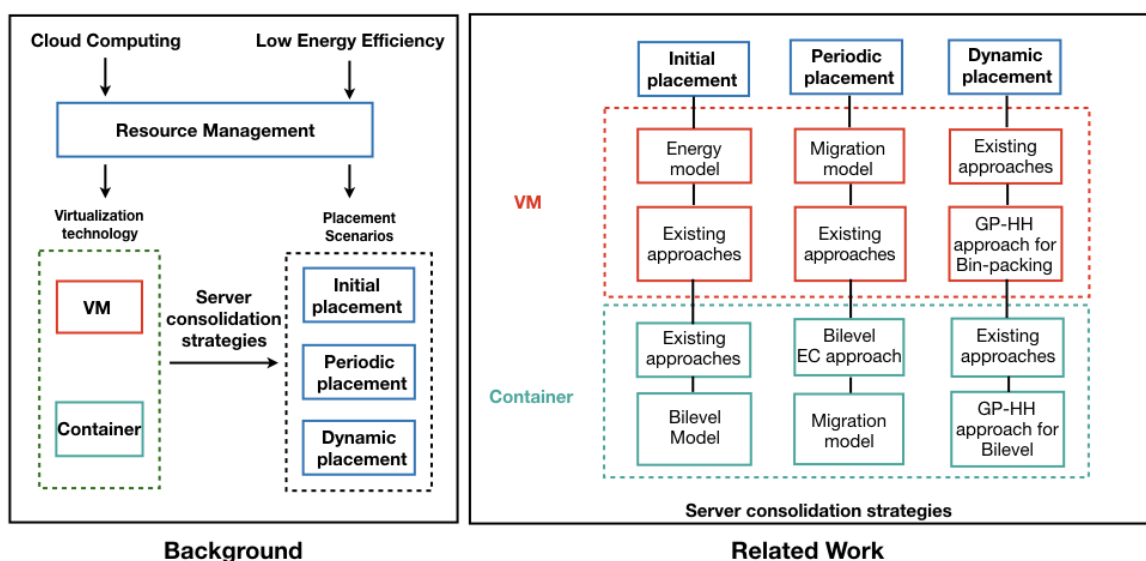 Cloud Computing
Low Energy Efficiency
Resource Management
Virtualization
technology
Placement
Scenarios
VM
Container
Server
consolidation
strategies
Initial
placement
Periodic
placement
Dynamic
placement
Background
Initial
placement
Periodic
placement
Dynamic
placement
VM
Energy
model
Migration
model
Existing
approaches
Existing
approaches
Existing
approaches
GP-HH
approach for
Bin-packing
Container
Existing
approaches
Bilevel
EC approach
Existing
approaches
Bilevel
Model
Migration
model
GP-HH
approach for
Bilevel
Server consolidation strategies
Related Work